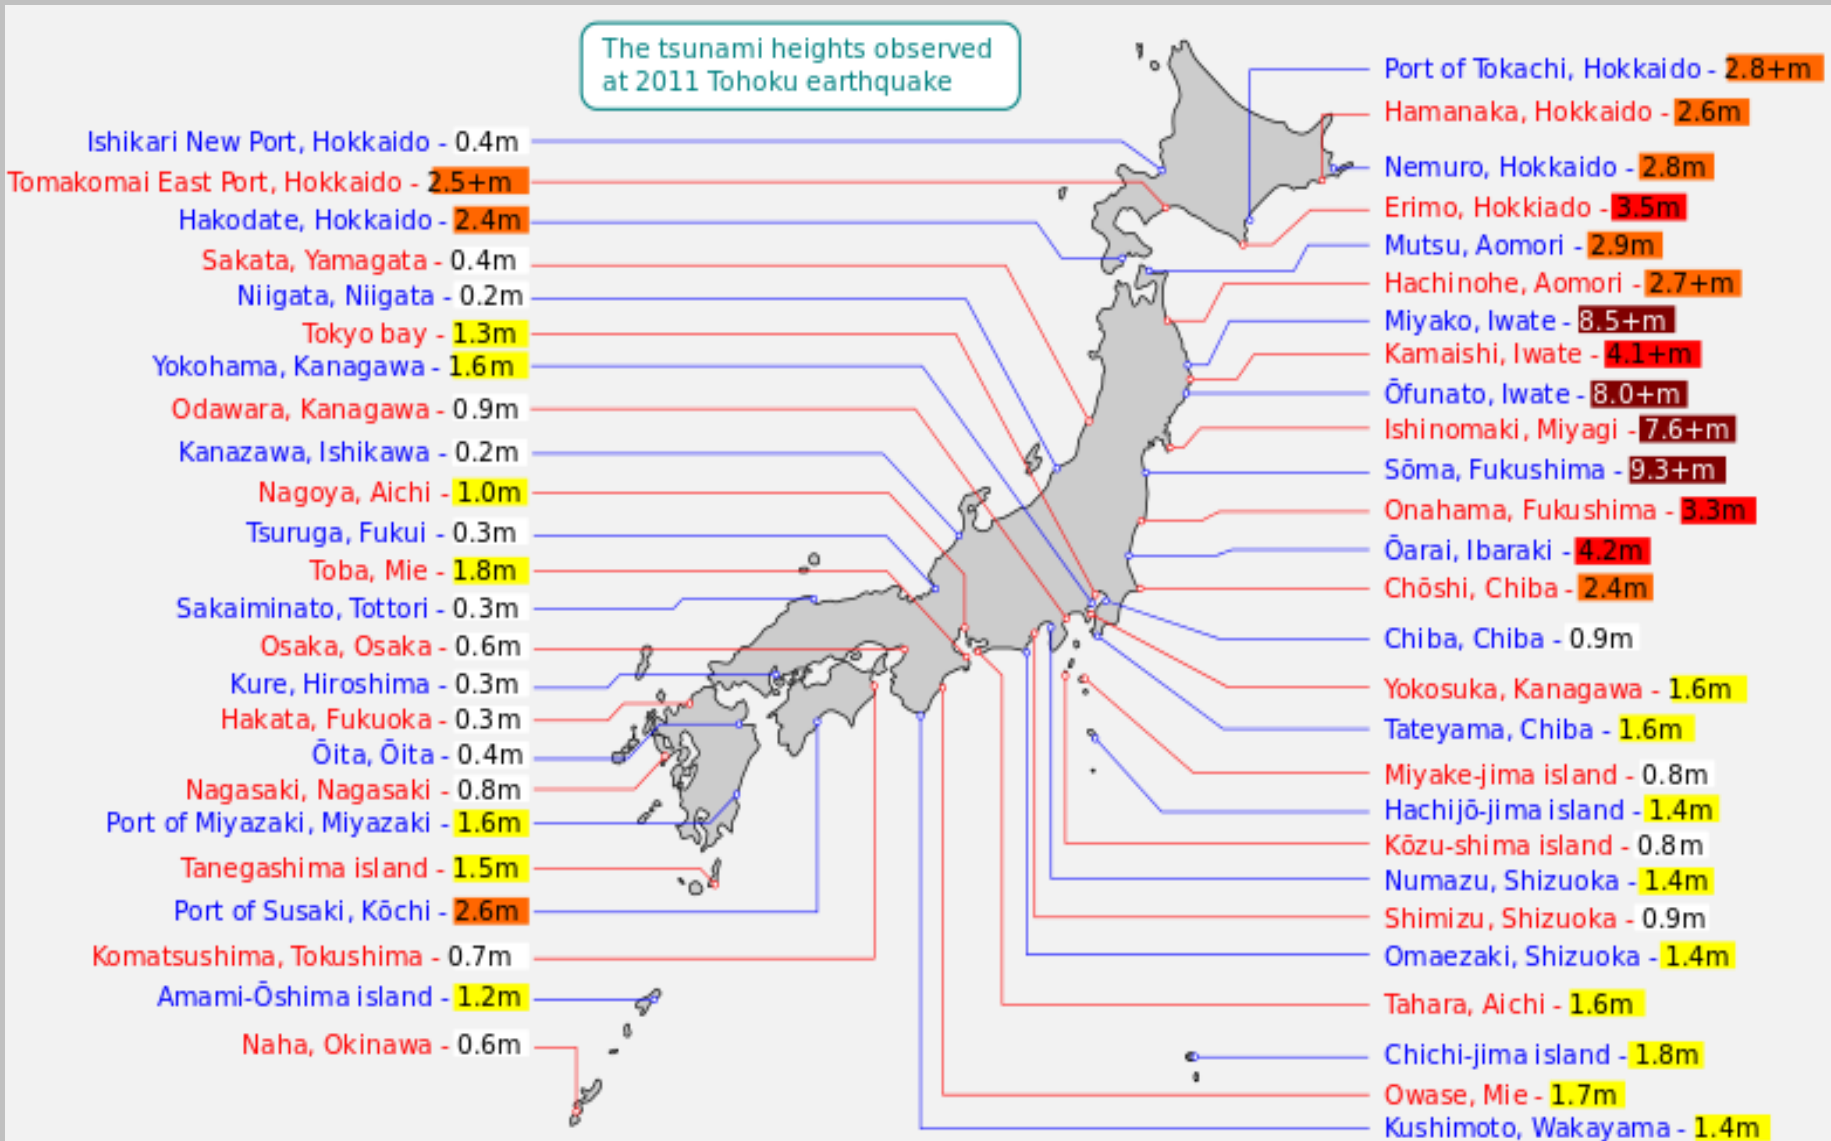 The tsunami heights observed
at 2011 Tohoku earthquake
Ishikari New Port, Hokkaido - 0.4m
Tomakomai East Port, Hokkaido - 2.5+m
Hakodate, Hokkaido - 2.4m
Sakata, Yamagata - 0.4m
Niigata, Niigata - 0.2m
Tokyo bay - 1.3m
Yokohama, Kanagawa - 1.6m
Odawara, Kanagawa - 0.9m
Kanazawa, Ishikawa - 0.2m
Nagoya, Aichi - 1.0m
Tsuruga, Fukui - 0.3m
Toba, Mie - 1.8m
Sakaiminato, Tottori - 0.3m
Osaka, Osaka - 0.6m
Kure, Hiroshima - 0.3m
Hakata, Fukuoka - 0.3m
Ōita, Ōita - 0.4m
Nagasaki, Nagasaki - 0.8m
Port of Miyazaki, Miyazaki - 1.6m
Tanegashima island - 1.5m
Port of Susaki, Kōchi - 2.6m
Komatsushima, Tokushima - 0.7m
Amami-Ōshima island - 1.2m
Naha, Okinawa - 0.6m
Port of Tokachi, Hokkaido - 2.8+m
Hamanaka, Hokkaido - 2.6m
Nemuro, Hokkaido - 2.8m
Erimo, Hokkiado - 3.5m
Mutsu, Aomori - 2.9m
Hachinohe, Aomori - 2.7+m
Miyako, Iwate - 8.5+m
Kamaishi, Iwate - 4.1+m
Ōfunato, Iwate - 8.0+m
Ishinomaki, Miyagi - 7.6+m
Sōma, Fukushima - 9.3+m
Onahama, Fukushima - 3.3m
Ōarai, Ibaraki - 4.2m
Chōshi, Chiba - 2.4m
Chiba, Chiba - 0.9m
Yokosuka, Kanagawa - 1.6m
Tateyama, Chiba - 1.6m
Miyake-jima island - 0.8m
Hachijō-jima island - 1.4m
Kōzu-shima island - 0.8m
Numazu, Shizuoka - 1.4m
Shimizu, Shizuoka - 0.9m
Omaezaki, Shizuoka - 1.4m
Tahara, Aichi - 1.6m
Chichi-jima island - 1.8m
Owase, Mie - 1.7m
Kushimoto, Wakayama - 1.4m